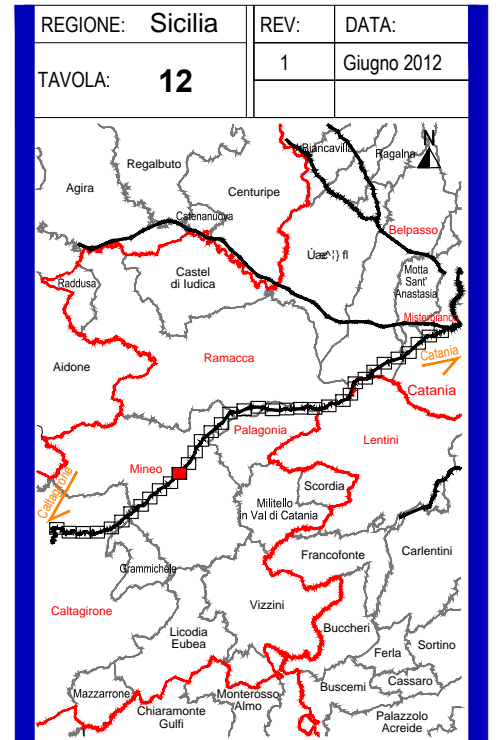 REGIONE: Sicilia
REV:
DATA:
TAVOLA: 12
1
Giugno 2012
N
Biancavilla
Ragalna
Regalbuto
Agira
Centuripe
Catenanuova
Belpasso
Raddusa
Castel
di Iudica
Motta
Sant'
Anastasia
Misterbianco
Aidone
Ramacca
Catania
Catania
Palagonia
Lentini
Mineo
Caltagirone
Scordia
Militello
in Val di Catania
Francofonte
Carlentini
Grammichele
Caltagirone
Vizzini
Licodia
Eubea
Buccheri
Ferla
Sortino
Mazzarrone
Chiaramonte
Gulfi
Monterosso
Almo
Buscemi
Cassaro
Palazzolo
Acreide